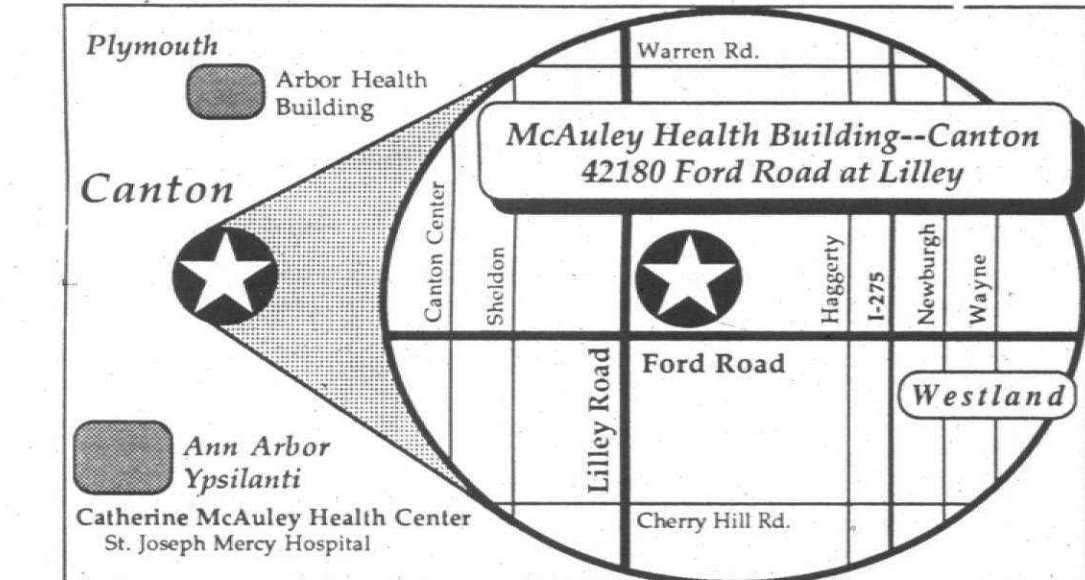 Plymouth
Arbor Health
Building
Canton
Ann Arbor
Ypsilanti
Catherine McAuley Health Center
St. Joseph Mercy Hospital
Warren Rd.
McAuley Health Building--Canton
42180 Ford Road at Lilley
Canton Center
Sheldon
Haggerty
I-275
Newburgh
Wayne
Lilley Road
Ford Road
Westland
Cherry Hill Rd.